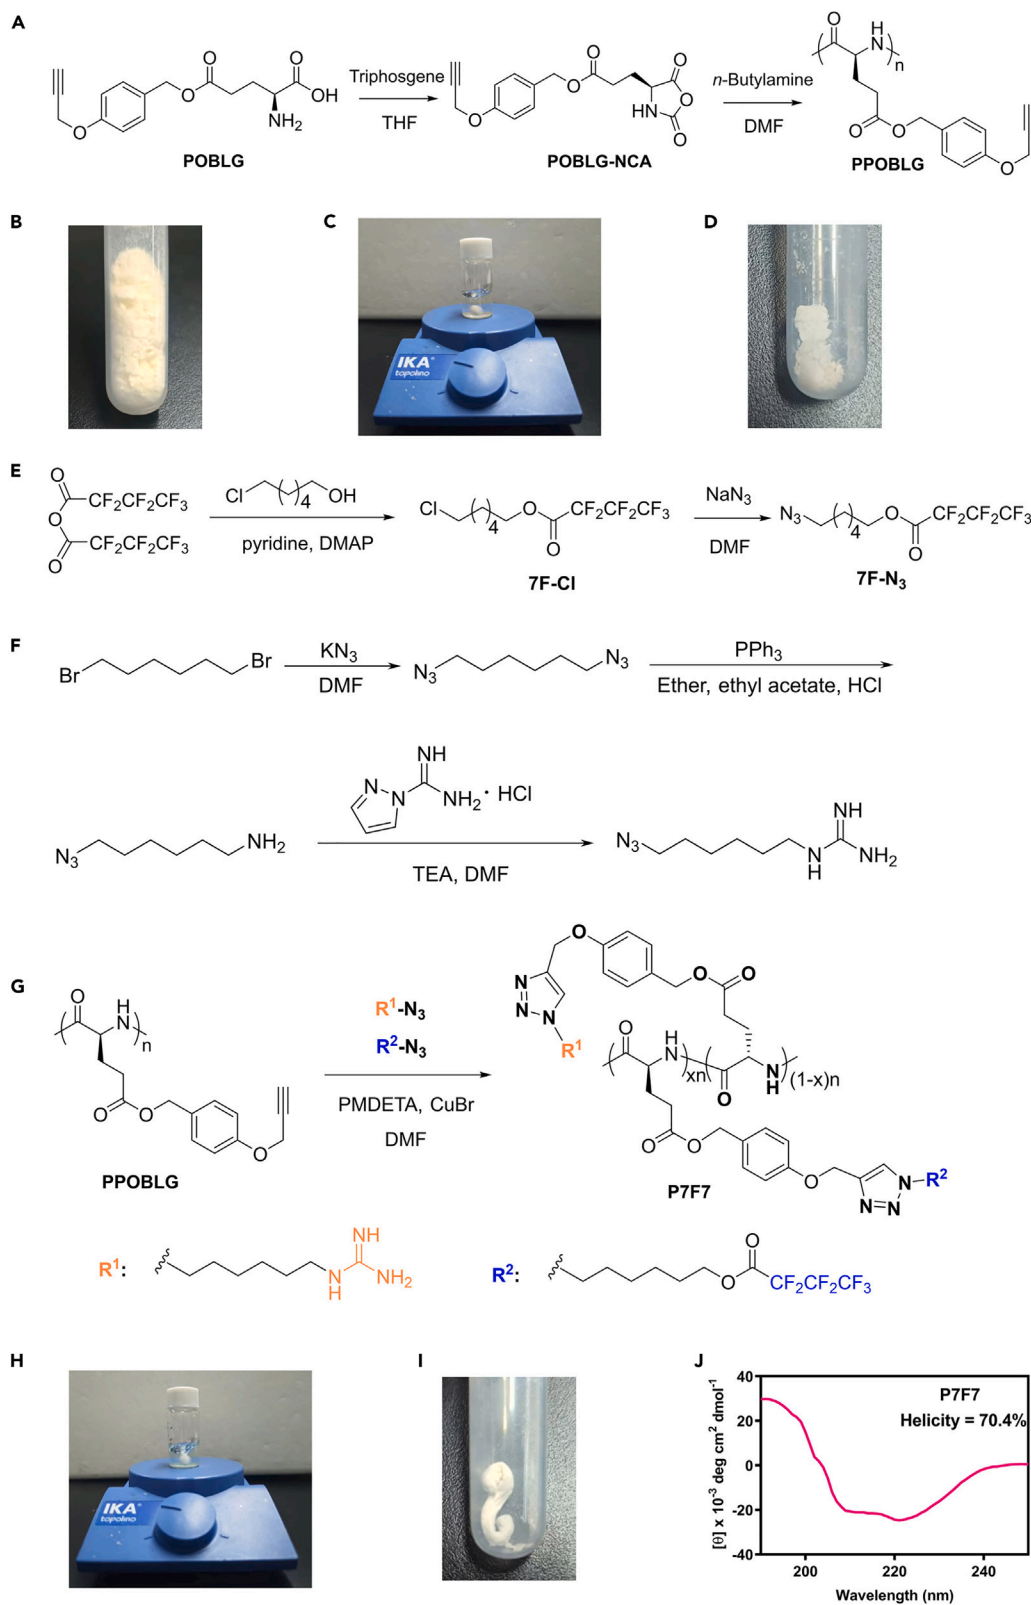 A
POBLG
Triphosgene
THF
POBLG-NCA
n-Butylamine
DMF
PPOBLG
O
O
O
OH
NH₂
O
O
O
O
HN
O
O
O
H
N
n
O
O
O
B
C
D
IKA®
topolino
E
O
CF₂CF₂CF₃
O
CF₂CF₂CF₃
O
Cl
4
OH
pyridine, DMAP
Cl
4
O
CF₂CF₂CF₃
O
7F-Cl
NaN₃
DMF
N₃
4
O
CF₂CF₂CF₃
O
7F-N₃
F
Br
Br
KN₃
DMF
N₃
N₃
PPh₃
Ether, ethyl acetate, HCl
N₃
NH₂
NH
N
N
NH₂ · HCl
TEA, DMF
N₃
N
H
NH
NH₂
G
O
H
N
n
O
O
O
PPOBLG
R¹-N₃
R²-N₃
PMDETA, CuBr
DMF
O
O
O
N
N
N
R¹
O
H
N
xn
O
N
H
(1-x)n
O
O
O
N
N
N
R²
P7F7
R¹:
NH
N
H
NH₂
R²:
O
O
CF₂CF₂CF₃
H
I
J
IKA®
topolino
P7F7
Helicity = 70.4%
[θ] x 10⁻³ deg cm² dmol⁻¹
40
20
0
-20
-40
200
220
240
Wavelength (nm)